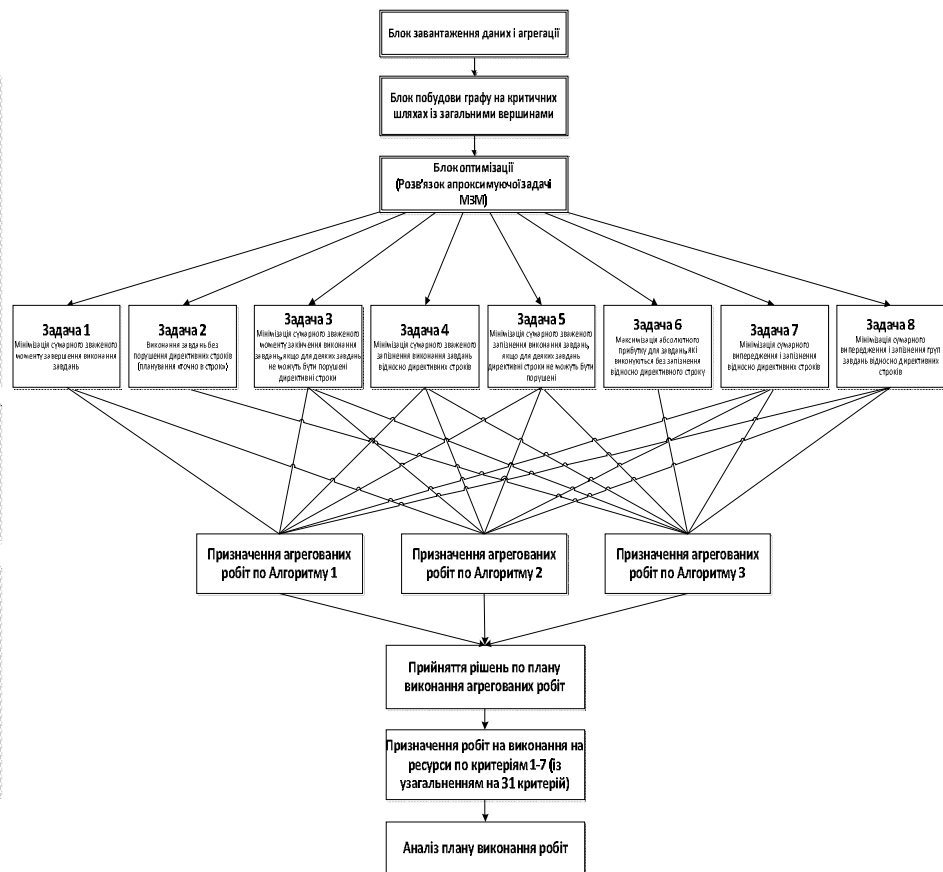 Блок завантаження даних і агрегації
Блок побудови графу на критичних
шляхах із загальними вершинами
Блок оптимізації
(Розв'язок апроксимуючої задачі
МЗМ)
Задача 1
Мінімізація сумарного зваженого
моменту завершення виконання
завдань
Задача 2
Виконання завдань без
порушення директивних строків
(планування «точно в строк»)
Задача 3
Мінімізація сумарного зваженого
моменту закінчення виконання
завдань, якщо для деяких завдань
не можуть бути порушені
директивні строки
Задача 4
Мінімізація сумарного зваженого
запізнення виконання завдань
відносно директивних строків
Задача 5
Мінімізація сумарного зваженого
запізнення виконання завдань,
якщо для деяких завдань
директивні строки не можуть бути
порушені
Задача 6
Максимізація абсолютного
прибутку для завдань, які
виконуються без запізнення
відносно директивного строку
Задача 7
Мінімізація сумарного
випередження і запізнення
відносно директивних строків
Задача 8
Мінімізація сумарного
випередження і запізнення груп
завдань відносно директивних
строків
Призначення агрегованих
робіт по Алгоритму 1
Призначення агрегованих
робіт по Алгоритму 2
Призначення агрегованих
робіт по Алгоритму 3
Прийняття рішень по плану
виконання агрегованих робіт
Призначення робіт на виконання на
ресурси по критеріям 1-7 (із
узагальненням на 31 критерій)
Аналіз плану виконання робіт